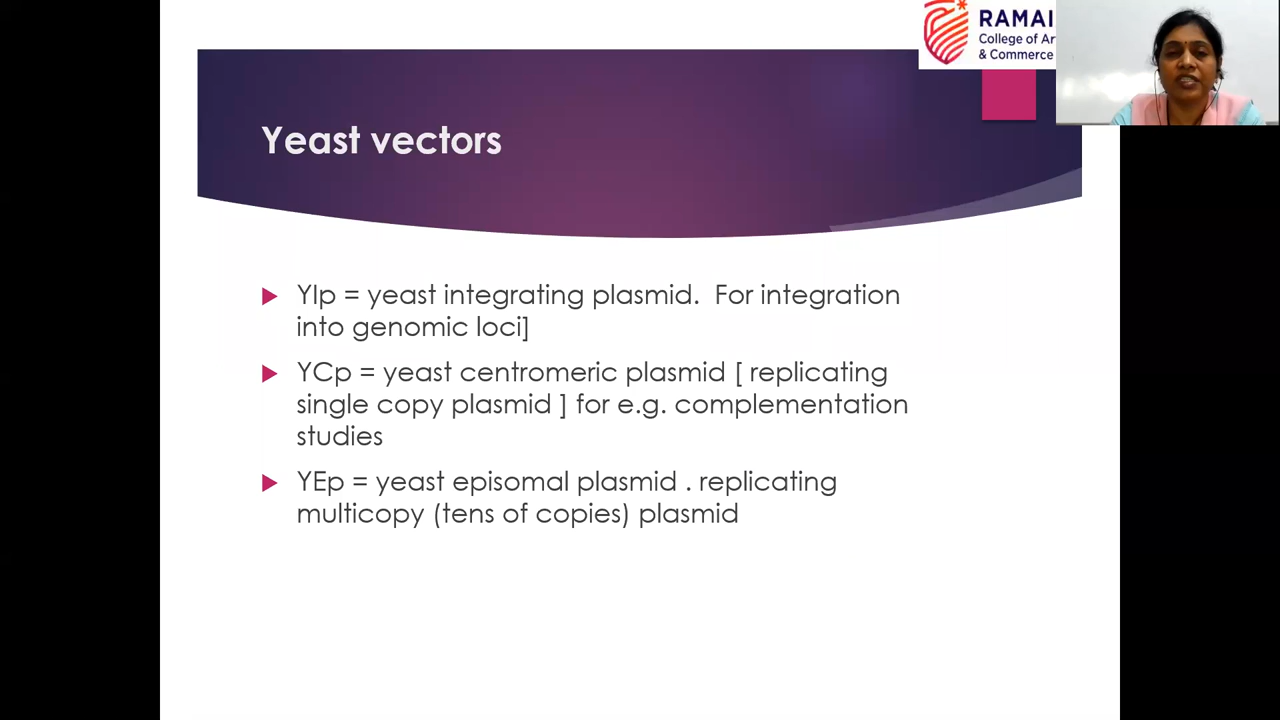 RAMAI
College of Ar
& Commerce
Yeast vectors
YIp = yeast integrating plasmid. For integration
into genomic loci]
YCp = yeast centromeric plasmid [ replicating
single copy plasmid ] for e.g. complementation
studies
YEp = yeast episomal plasmid . replicating
multicopy (tens of copies) plasmid